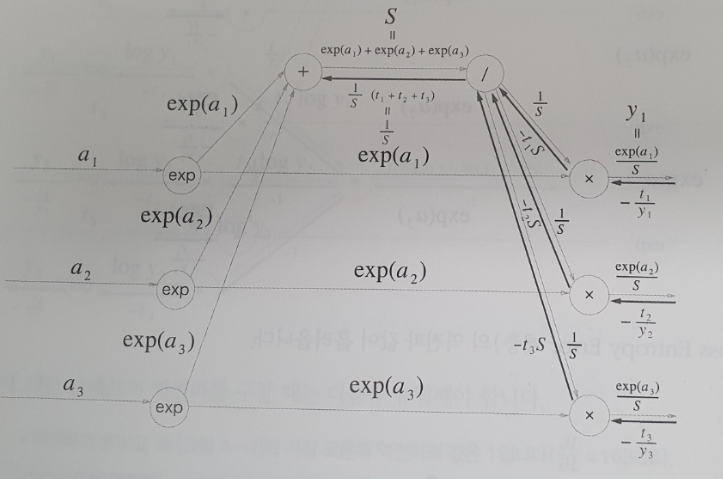 S
=
exp(a₁) + exp(a₂) + exp(a₃)
+
/
1/S (t₁ + t₂ + t₃)
=
1/S
exp(a₁)
1/S
-t₁S
y₁
=
a₁
exp
exp(a₁)
×
exp(a₁)/S
- t₁/y₁
exp(a₂)
-t₂S
1/S
a₂
exp
exp(a₂)
×
exp(a₂)/S
- t₂/y₂
exp(a₃)
-t₃S
1/S
a₃
exp
exp(a₃)
×
exp(a₃)/S
- t₃/y₃